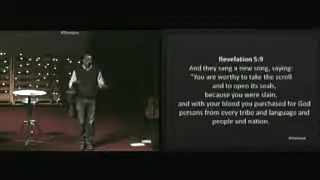 Revelation 5:9
And they sang a new song, saying:
"You are worthy to take the scroll
and to open its seals,
because you were slain,
and with your blood you purchased for God
persons from every tribe and language and
people and nation.